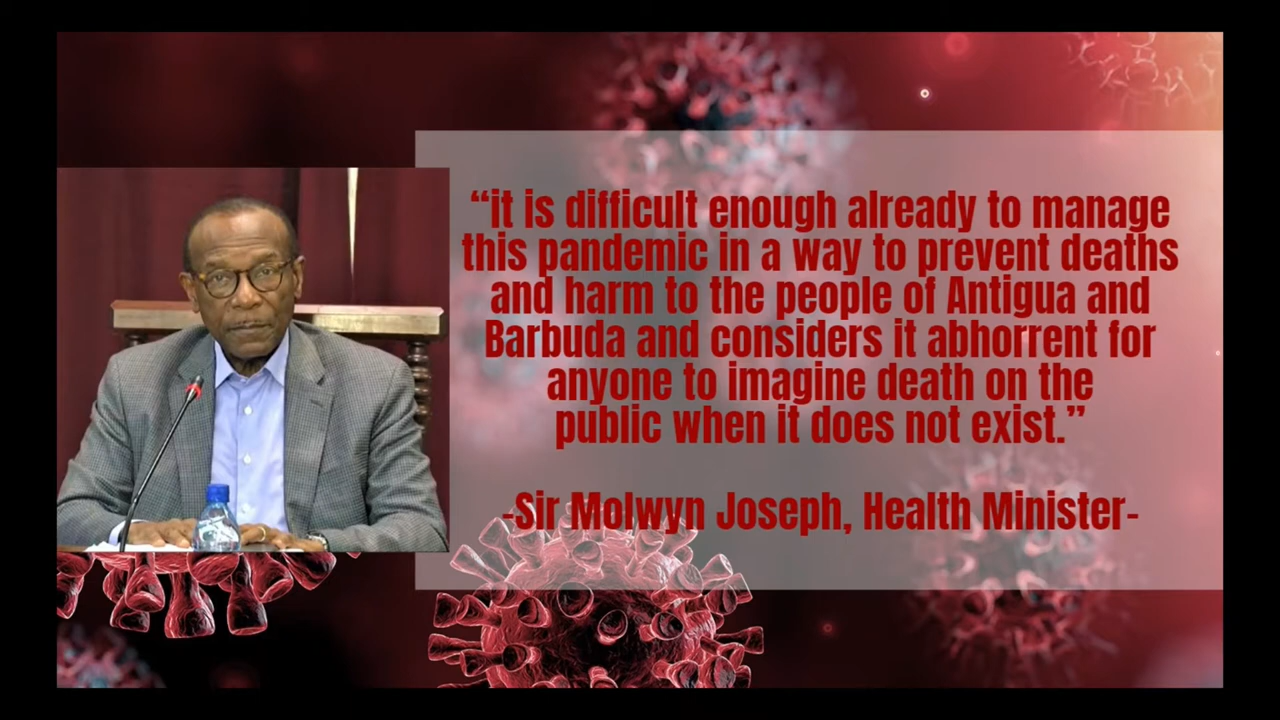 “it is difficult enough already to manage
this pandemic in a way to prevent deaths
and harm to the people of Antigua and
Barbuda and considers it abhorrent for
anyone to imagine death on the
public when it does not exist.”
-Sir Molwyn Joseph, Health Minister-